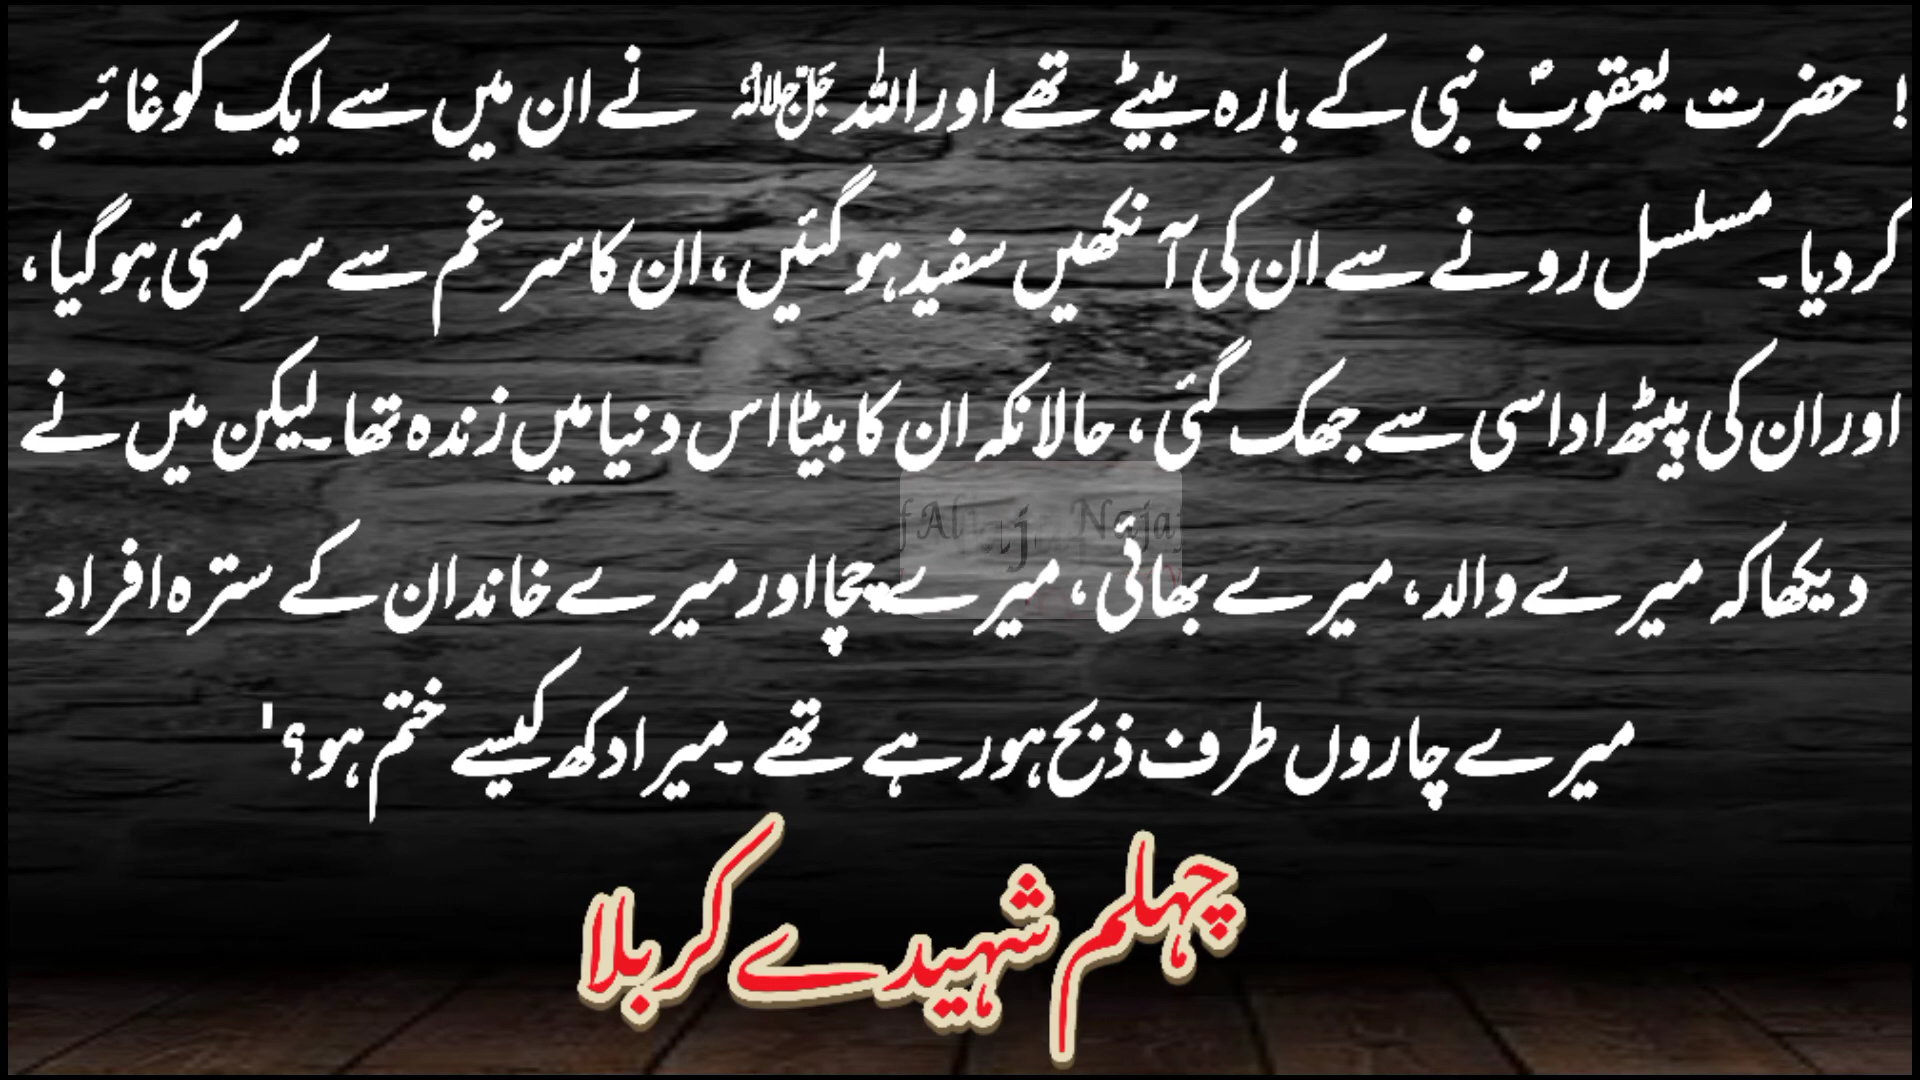 ! حضرت یعقوبؑ نبی کے بارہ بیٹے تھے اور اللہ جل جلالہ نے ان میں سے ایک کو غائب
کر دیا۔ مسلسل رونے سے ان کی آنکھیں سفید ہو گئیں، ان کا سر غم سے سرمئی ہو گیا،
اور ان کی پیٹھ اداسی سے جھک گئی، حالانکہ ان کا بیٹا اس دنیا میں زندہ تھا۔ لیکن میں نے
دیکھا کہ میرے والد، میرے بھائی، میرے چچا اور میرے خاندان کے سترہ افراد
میرے چاروں طرف ذبح ہو رہے تھے۔ میرا دکھ کیسے ختم ہو؟'
چہلم شہیدے کربلا